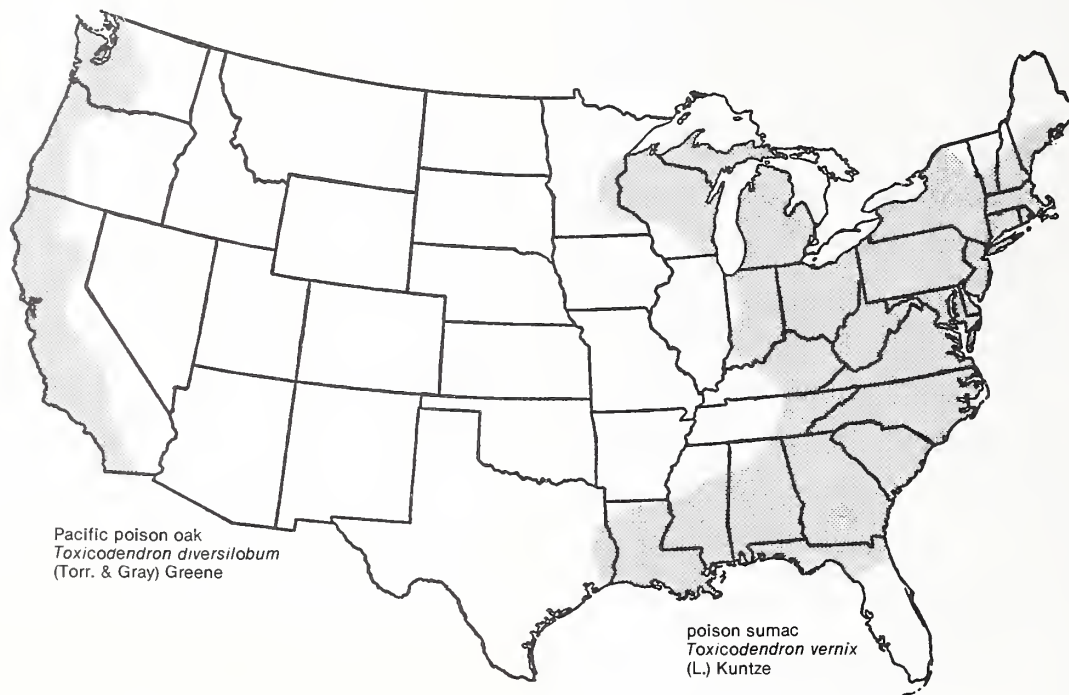 Pacific poison oak
Toxicodendron diversilobum
(Torr. & Gray) Greene
poison sumac
Toxicodendron vernix
(L.) Kuntze